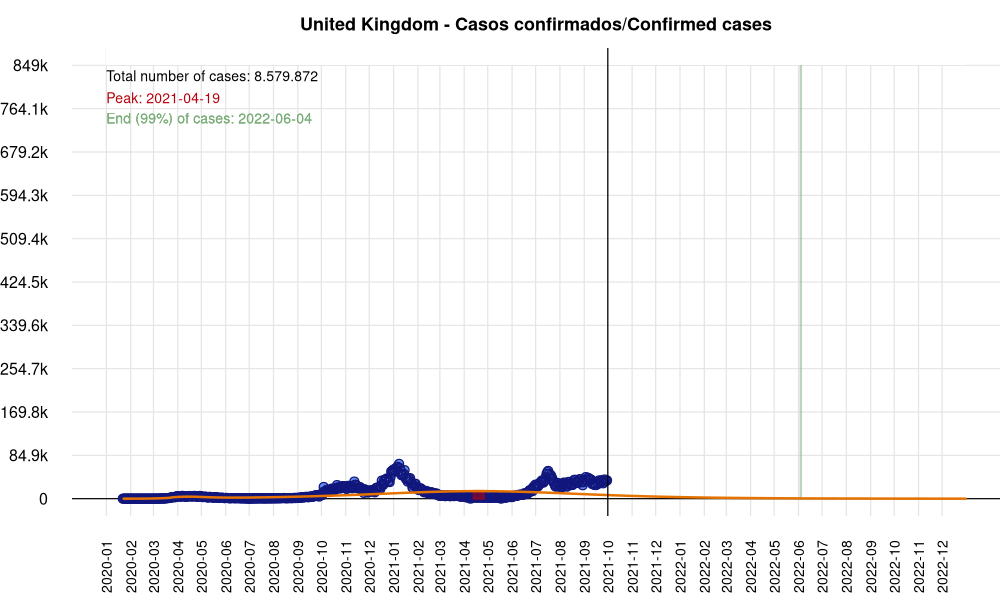 United Kingdom - Casos confirmados/Confirmed cases
849k
Total number of cases: 8.579.872
Peak: 2021-04-19
764.1k
End (99%) of cases: 2022-06-04
679.2k
594.3k
509.4k
424.5k
339.6k
254.7k
169.8k
84.9k
0
2020-01
2020-02
2020-03
2020-04
2020-05
2020-06
2020-07
2020-08
2020-09
2020-10
2020-11
2020-12
2021-01
2021-02
2021-03
2021-04
2021-05
2021-06
2021-07
2021-08
2021-09
2021-10
2021-11
2021-12
2022-01
2022-02
2022-03
2022-04
2022-05
2022-06
2022-07
2022-08
2022-09
2022-10
2022-11
2022-12